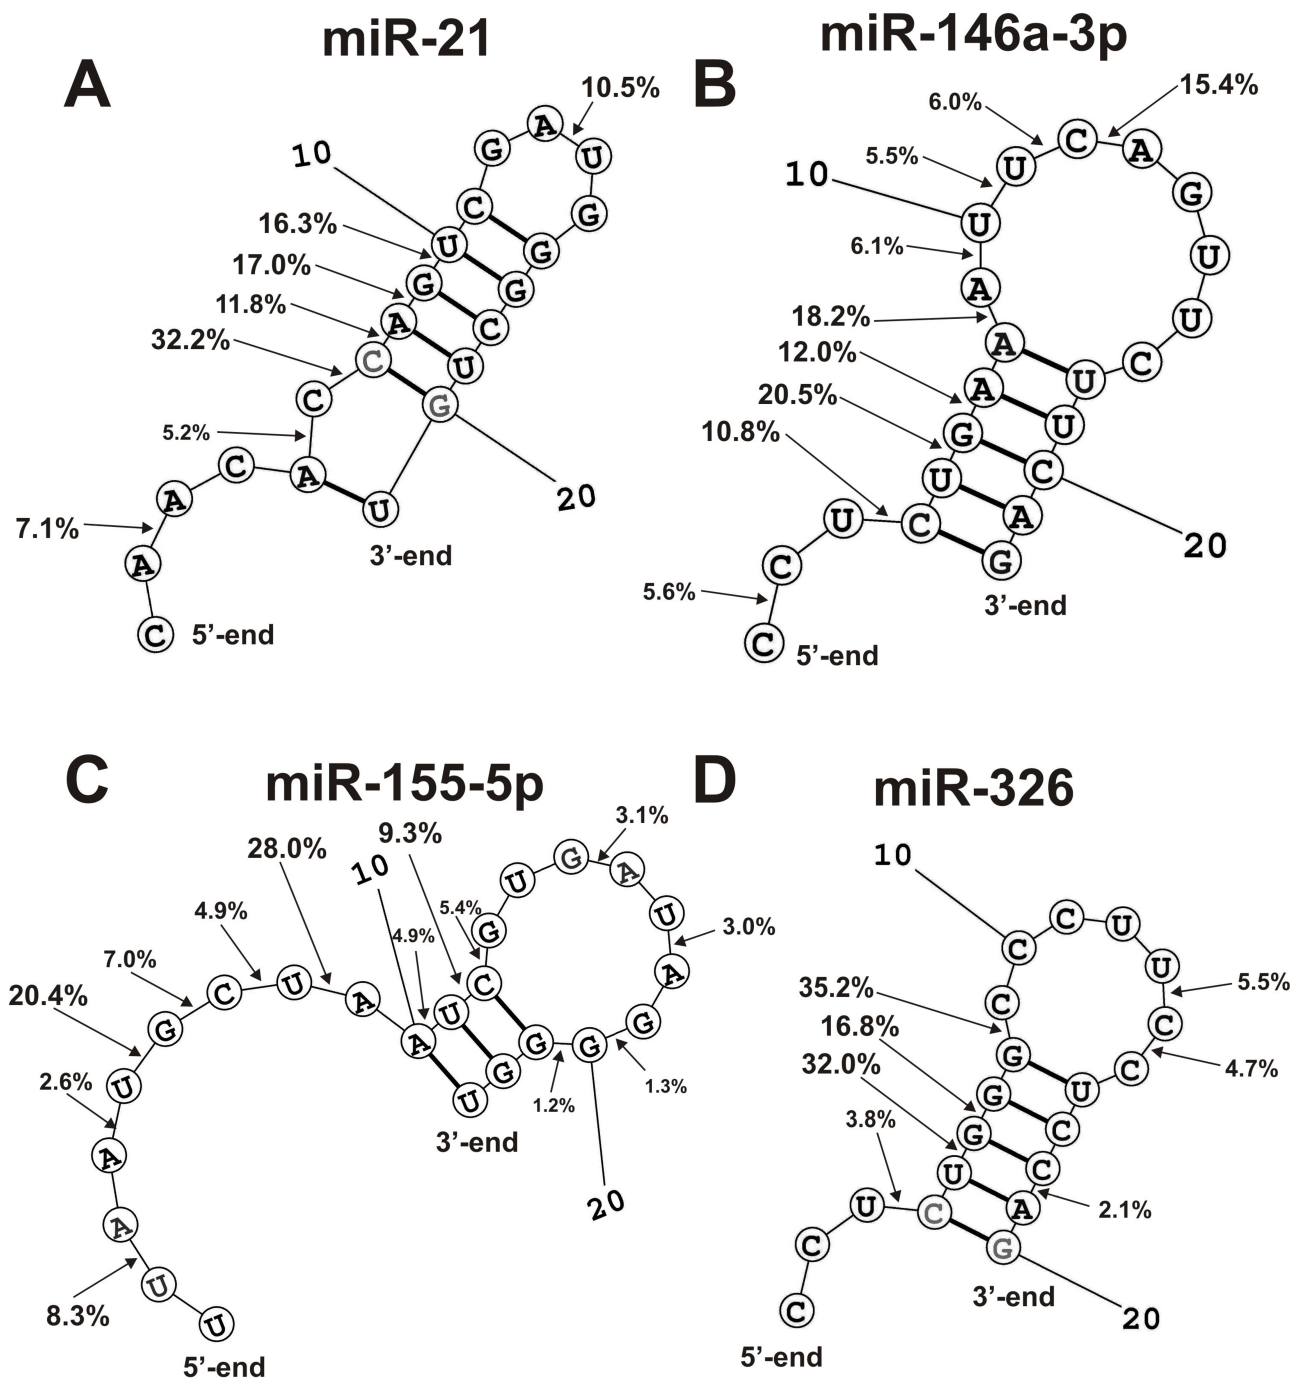 A
miR-21
10.5%
10
16.3%
17.0%
11.8%
32.2%
5.2%
7.1%
C A A C A C C A G U C G A U G G G C U G U
20
3'-end
5'-end
B
miR-146a-3p
15.4%
6.0%
5.5%
10
6.1%
18.2%
12.0%
20.5%
10.8%
5.6%
C C U C U G A A A U U C A G U U C U U C A G
20
3'-end
5'-end
C
miR-155-5p
3.1%
9.3%
28.0%
10
5.4%
4.9%
4.9%
3.0%
7.0%
20.4%
2.6%
1.3%
1.2%
8.3%
U U A A U G C U A A U C G U G A U A G G G G U
3'-end
20
5'-end
D
miR-326
10
35.2%
5.5%
16.8%
32.0%
4.7%
3.8%
2.1%
C C U C U G G G C C C U U C C U C C A G
3'-end
20
5'-end